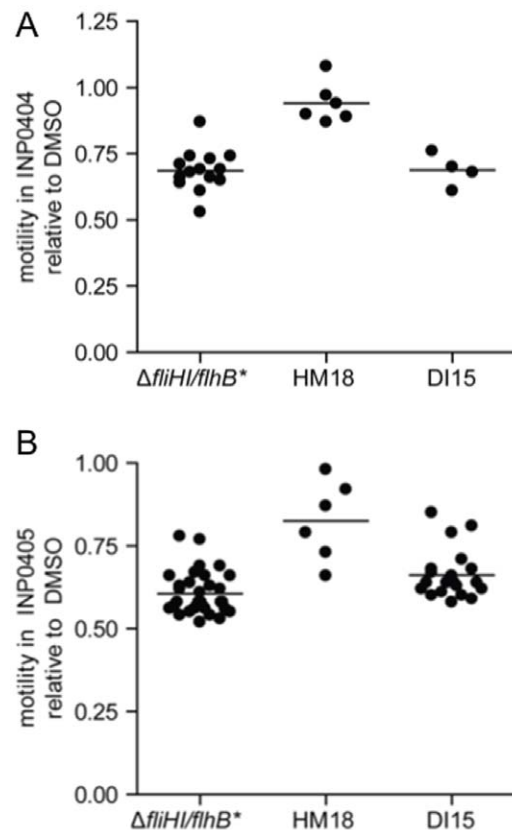 A
1.25
1.00
0.75
0.50
0.25
0.00
motility in INP0404
relative to DMSO
ΔfliHI/flhB* HM18 DI15
B
1.00
0.75
0.50
0.25
0.00
motility in INP0405
relative to DMSO
ΔfliHI/flhB* HM18 DI15